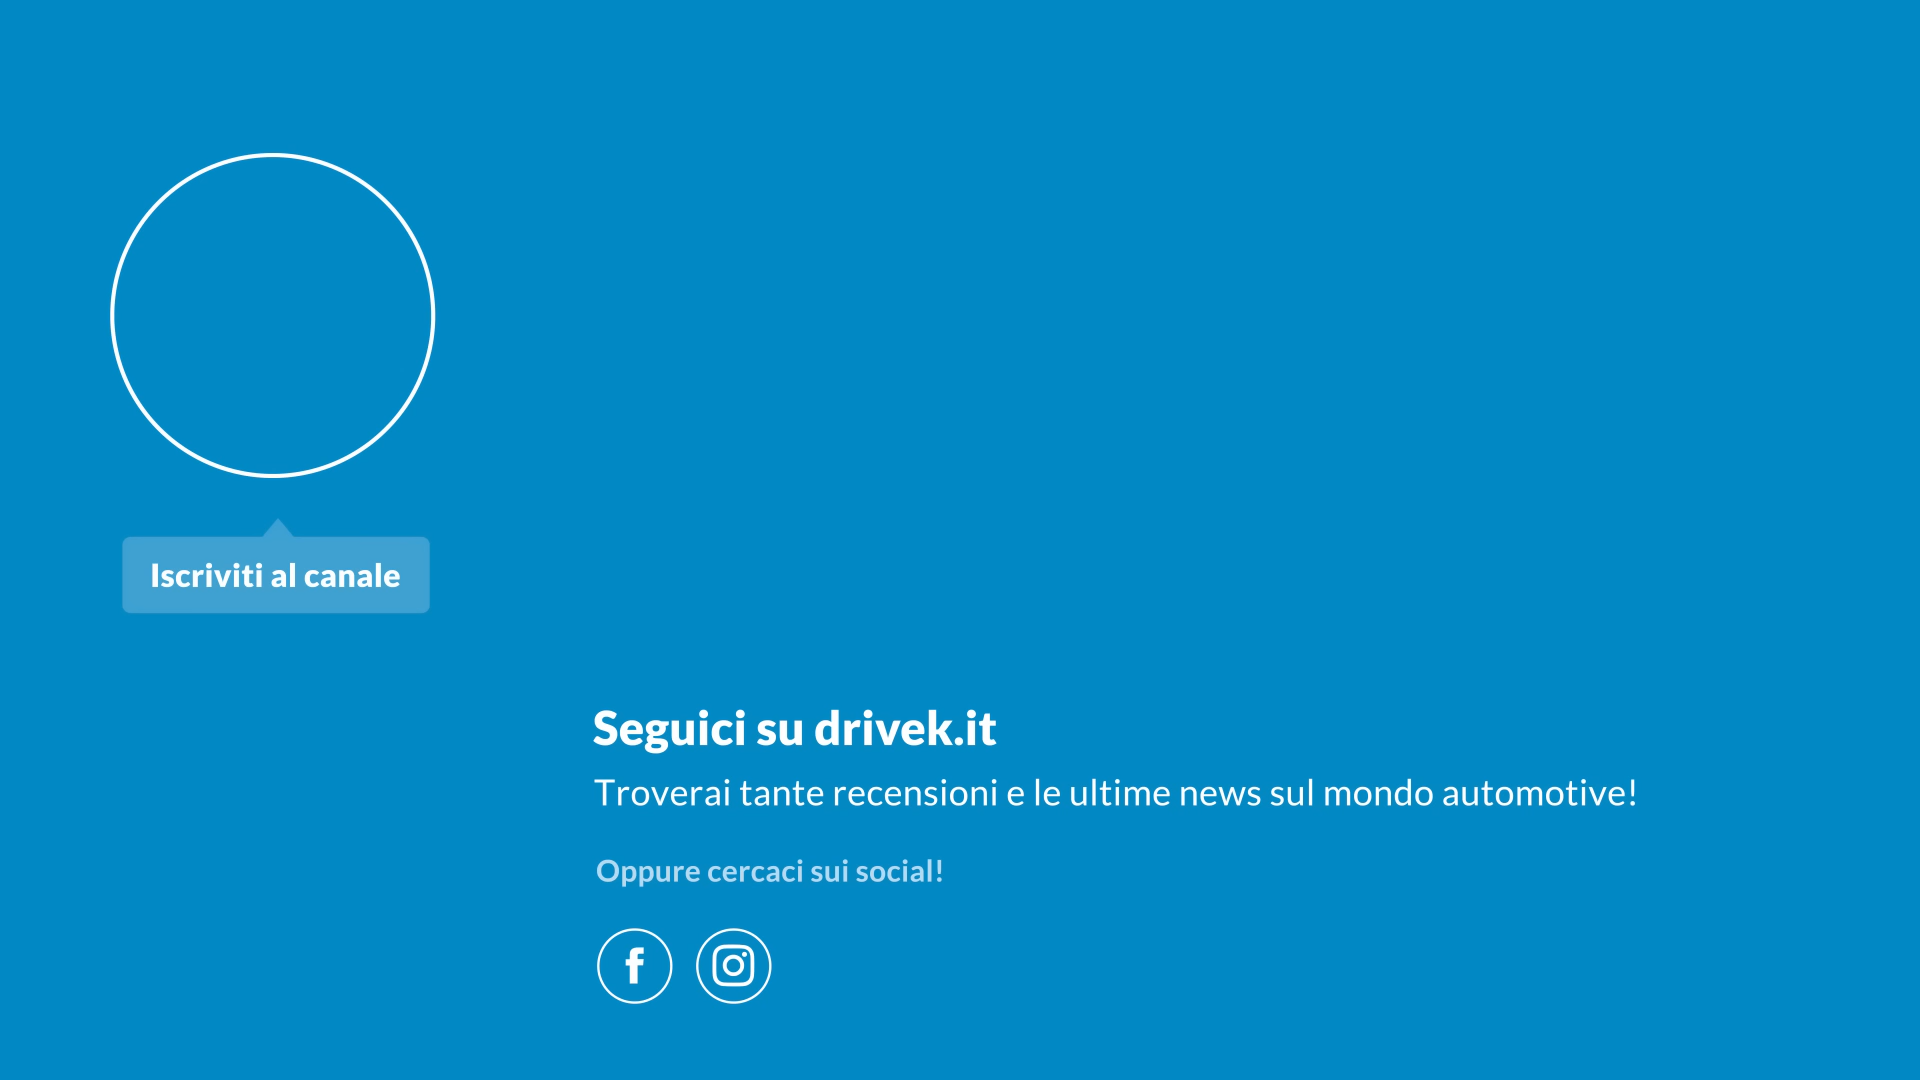 Iscriviti al canale
Seguici su drivek.it
Troverai tante recensioni e le ultime news sul mondo automotive!
Oppure cercaci sui social!